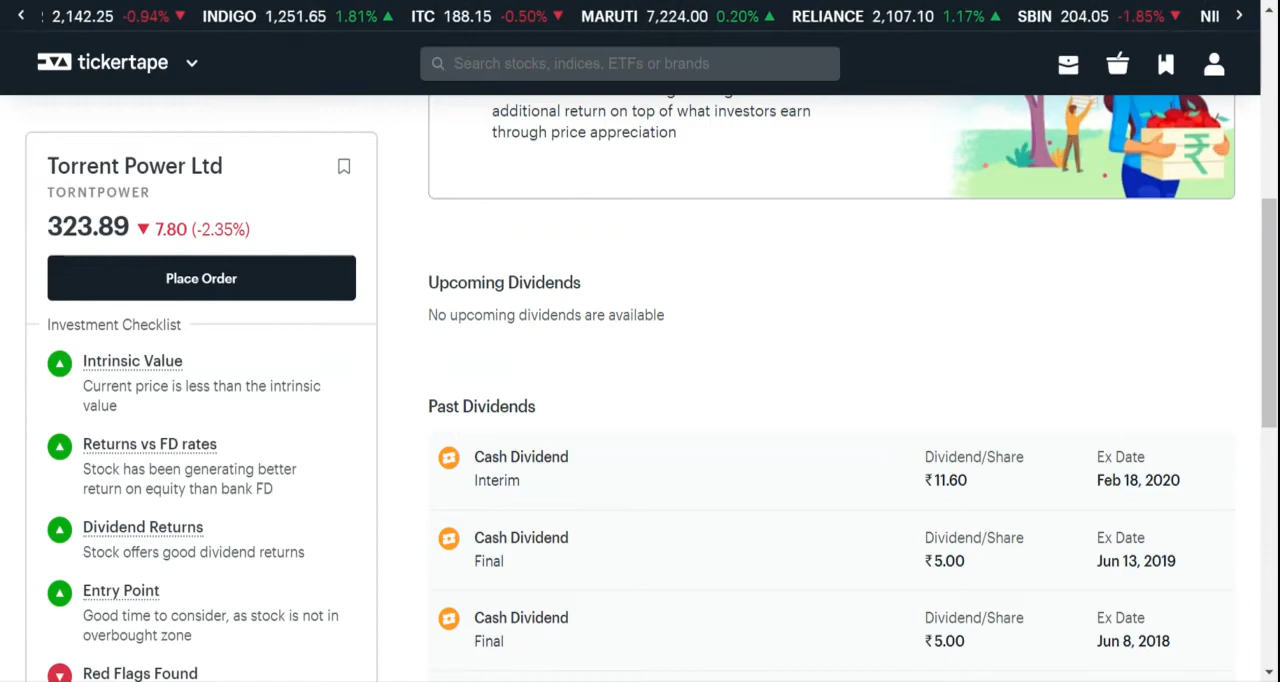 2,142.25 -0.94% INDIGO 1,251.65 1.81% ITC 188.15 -0.50% MARUTI 7,224.00 0.20% RELIANCE 2,107.10 1.17% SBIN 204.05 -1.85%
tickertape
Search stocks, indices, ETFs or brands
additional return on top of what investors earn
through price appreciation
₹
Torrent Power Ltd
TORNTPOWER
323.89 ▼ 7.80 (-2.35%)
Place Order
Investment Checklist
Intrinsic Value
Current price is less than the intrinsic
value
Returns vs FD rates
Stock has been generating better
return on equity than bank FD
Dividend Returns
Stock offers good dividend returns
Entry Point
Good time to consider, as stock is not in
overbought zone
Red Flags Found
Upcoming Dividends
No upcoming dividends are available
Past Dividends
Cash Dividend Dividend/Share Ex Date
Interim ₹11.60 Feb 18, 2020
Cash Dividend Dividend/Share Ex Date
Final ₹5.00 Jun 13, 2019
Cash Dividend Dividend/Share Ex Date
Final ₹5.00 Jun 8, 2018